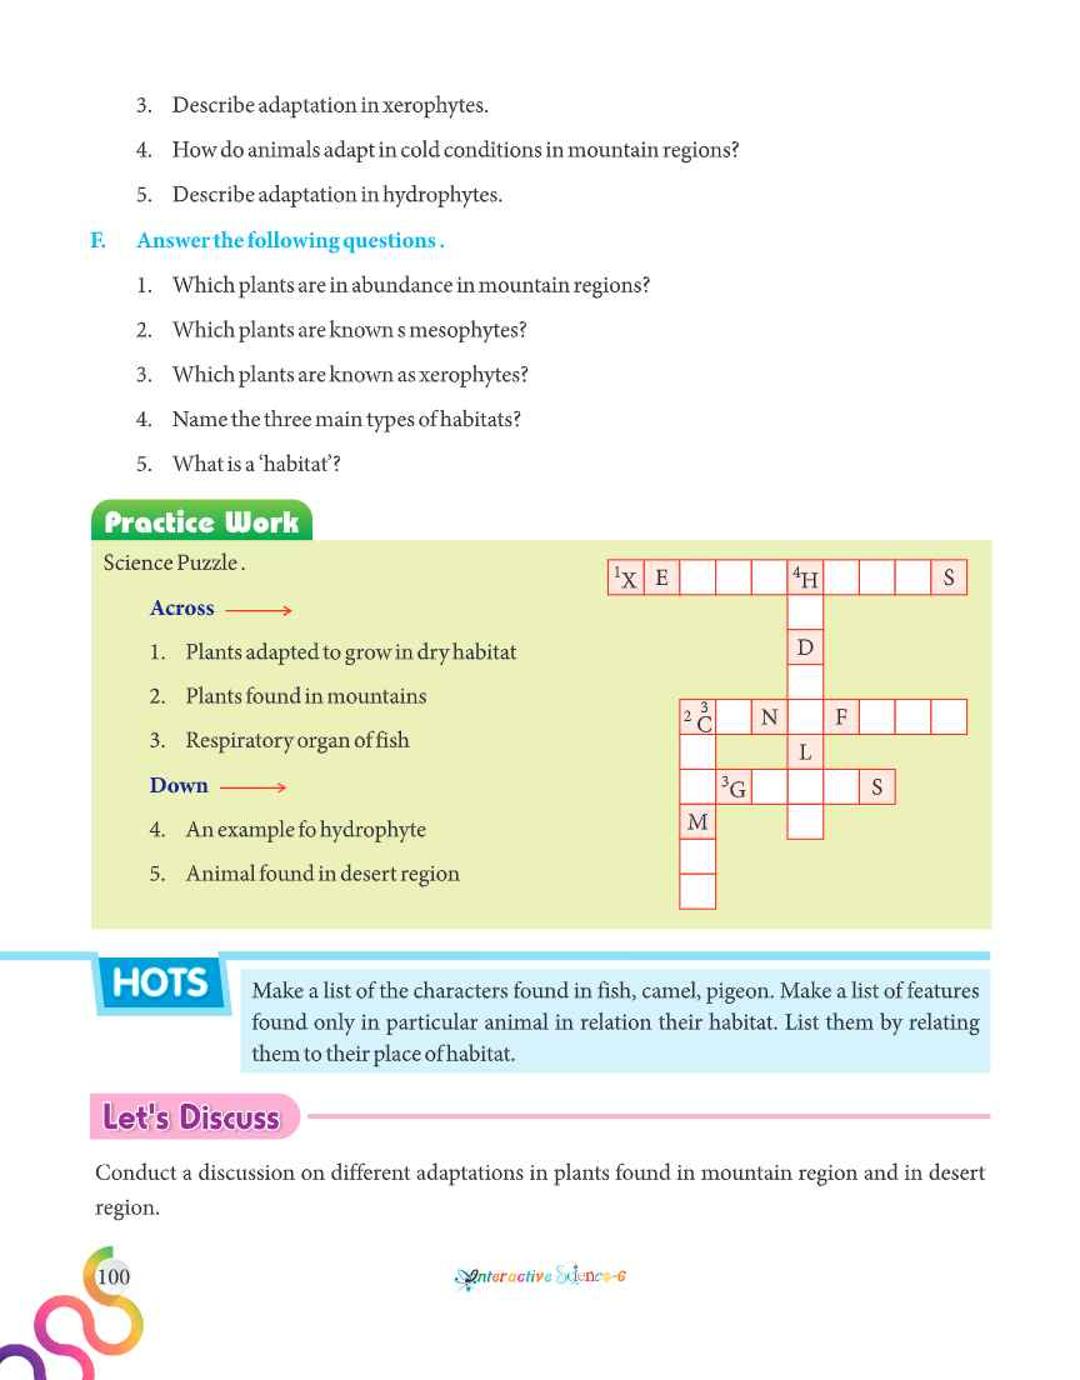 3. Describe adaptation in xerophytes.
4. How do animals adapt in cold conditions in mountain regions?
5. Describe adaptation in hydrophytes.
F. Answer the following questions .
1. Which plants are in abundance in mountain regions?
2. Which plants are known s mesophytes?
3. Which plants are known as xerophytes?
4. Name the three main types of habitats?
5. What is a ‘habitat’?
Practice Work
Science Puzzle .
Across
1. Plants adapted to grow in dry habitat
2. Plants found in mountains
3. Respiratory organ of fish
Down
4. An example fo hydrophyte
5. Animal found in desert region
1X E 4H S
D
2 3C N F
L
3G S
M
HOTS
Make a list of the characters found in fish, camel, pigeon. Make a list of features
found only in particular animal in relation their habitat. List them by relating
them to their place of habitat.
Let's Discuss
Conduct a discussion on different adaptations in plants found in mountain region and in desert
region.
100
Interactive Science-6